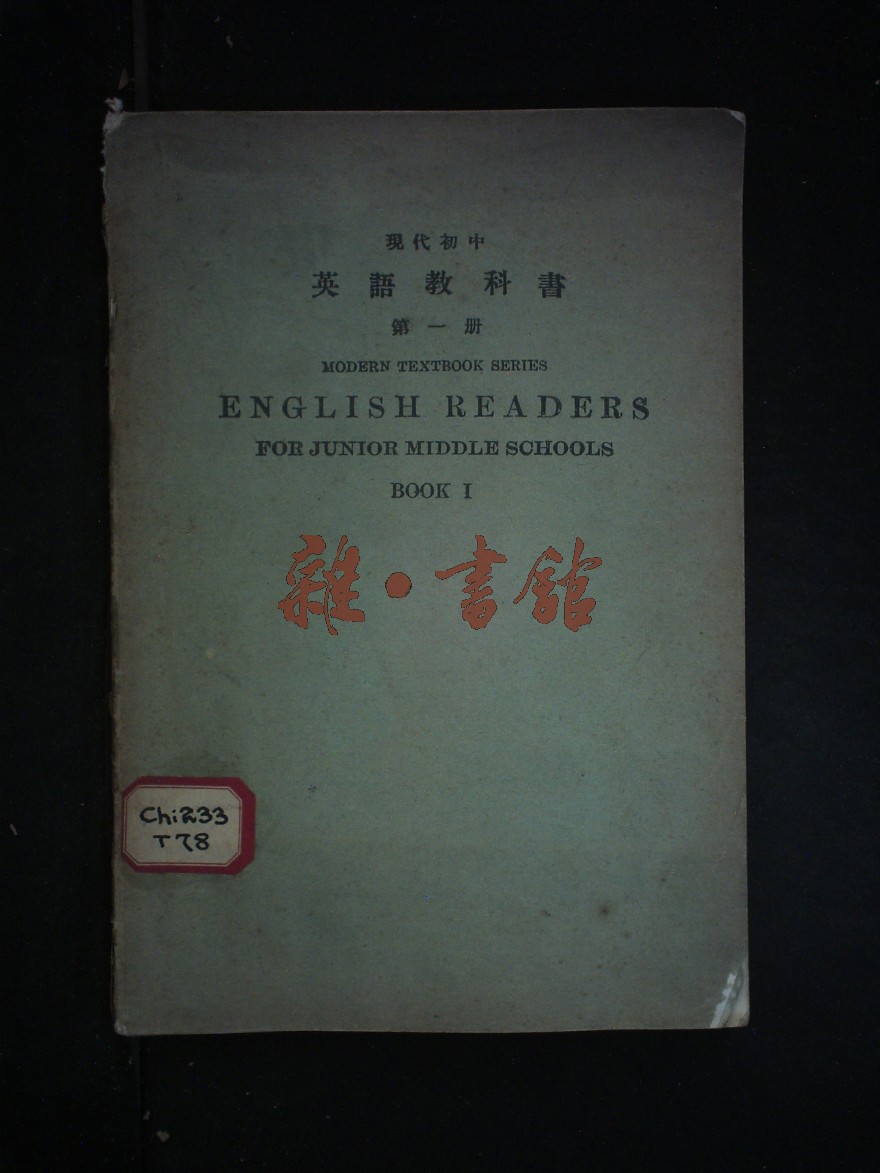 現代初中
英語教科書
第一册
MODERN TEXTBOOK SERIES
ENGLISH READERS
FOR JUNIOR MIDDLE SCHOOLS
BOOK I
雜·書館
Chi233
T78